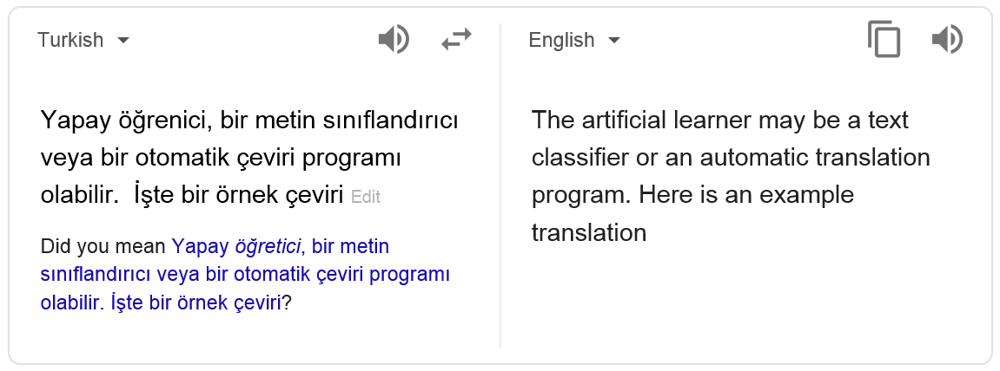 Turkish
English
Yapay öğrenici, bir metin sınıflandırıcı
veya bir otomatik çeviri programı
olabilir.  İşte bir örnek çeviri Edit
Did you mean Yapay öğretici, bir metin
sınıflandırıcı veya bir otomatik çeviri programı
olabilir. İşte bir örnek çeviri?
The artificial learner may be a text
classifier or an automatic translation
program. Here is an example
translation